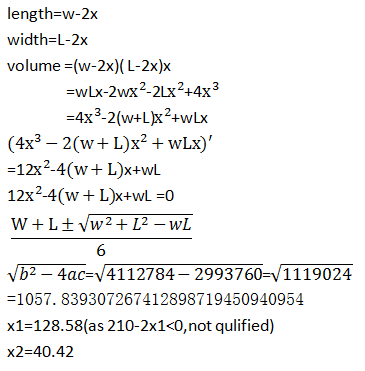 length=w-2x
width=L-2x
volume =(w-2x)( L-2x)x
=wLx-2wx²-2Lx²+4x³
=4x³-2(w+L)x²+wLx
(4x³ − 2(w + L)x² + wLx)′
=12x²-4(w + L)x+wL
12x²-4(w + L)x+wL =0
W + L ± √w² + L² − wL
6
√b² − 4ac=√4112784 − 2993760=√1119024
=1057.839307267412898719450940954
x1=128.58(as 210-2x1<0,not qulified)
x2=40.42